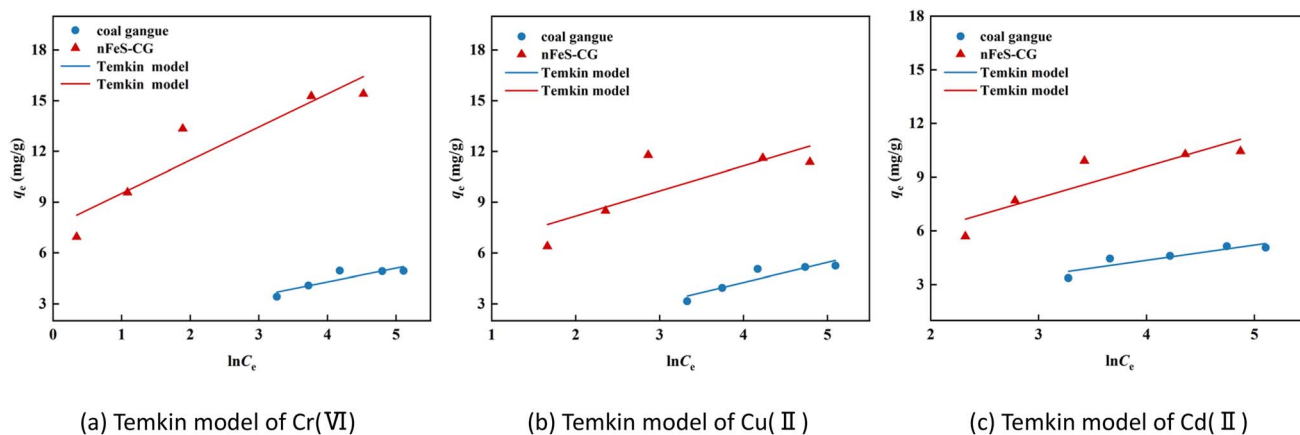 18
15
12
9
6
3
0
1
2
3
4
5
qe (mg/g)
lnCe
coal gangue
nFeS-CG
Temkin model
Temkin model
(a) Temkin model of Cr(Ⅵ)
18
15
12
9
6
3
1
2
3
4
5
qe (mg/g)
lnCe
coal gangue
nFeS-CG
Temkin model
Temkin model
(b) Temkin model of Cu(Ⅱ)
18
15
12
9
6
3
2
3
4
5
qe (mg/g)
lnCe
coal gangue
nFeS-CG
Temkin model
Temkin model
(c) Temkin model of Cd(Ⅱ)